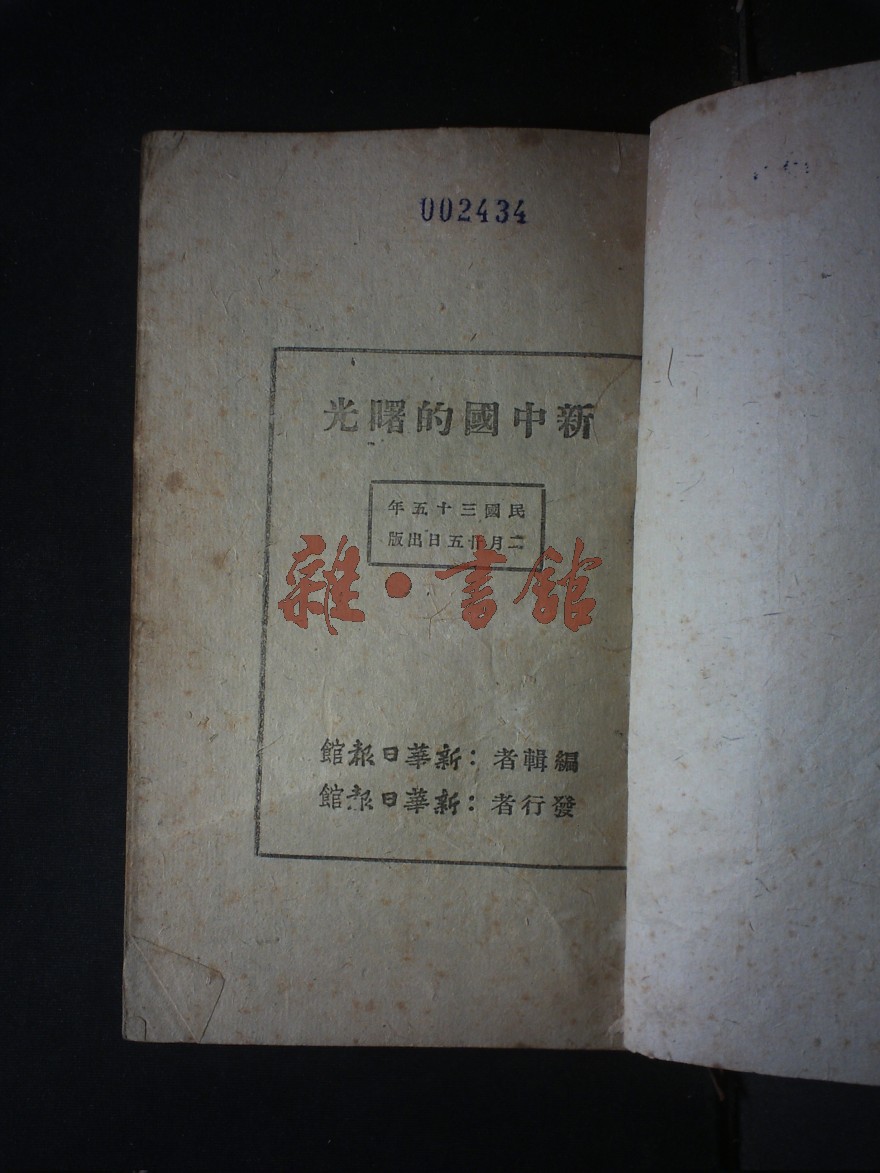 002434
新中國的曙光
民國三十五年
二月廿五日出版
雜·書館
編輯者：新華日報館
發行者：新華日報館